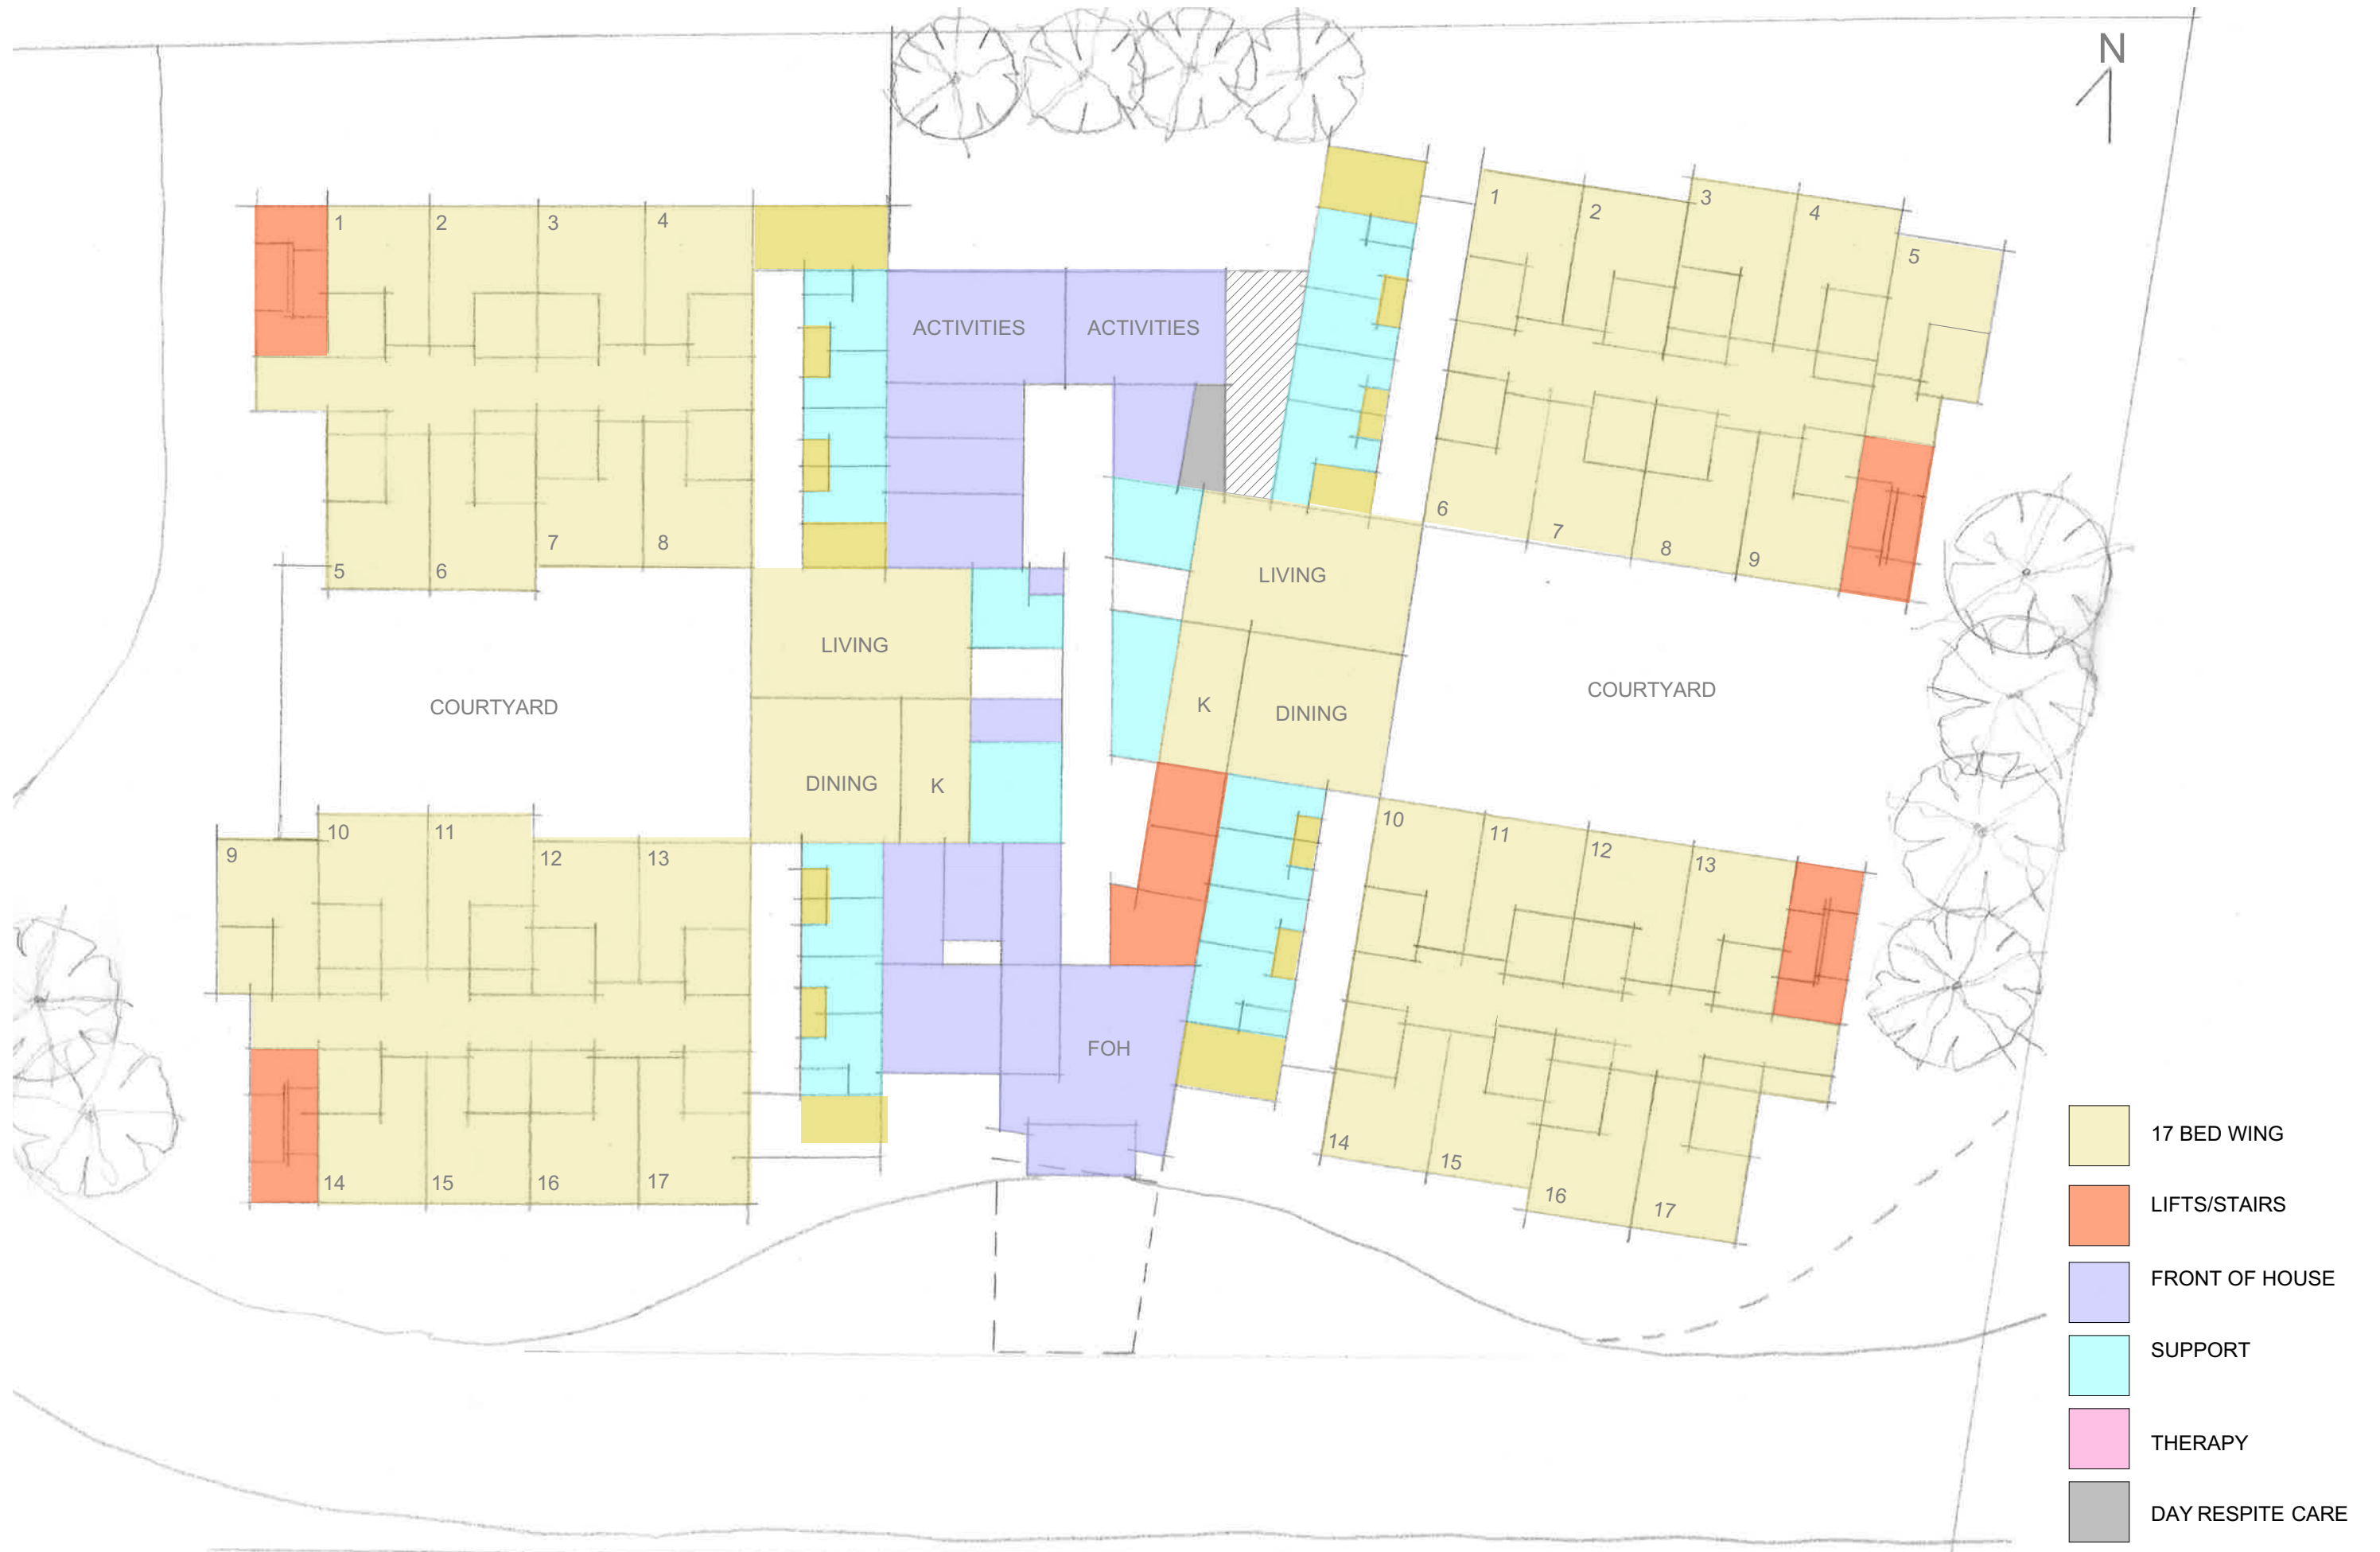 N
1
2
3
4
1
2
3
4
5
ACTIVITIES
ACTIVITIES
5
6
7
8
6
7
8
9
LIVING
LIVING
COURTYARD
COURTYARD
K
DINING
DINING
K
9
10
11
12
13
10
11
12
13
FOH
14
15
16
17
14
15
16
17
17 BED WING
LIFTS/STAIRS
FRONT OF HOUSE
SUPPORT
THERAPY
DAY RESPITE CARE